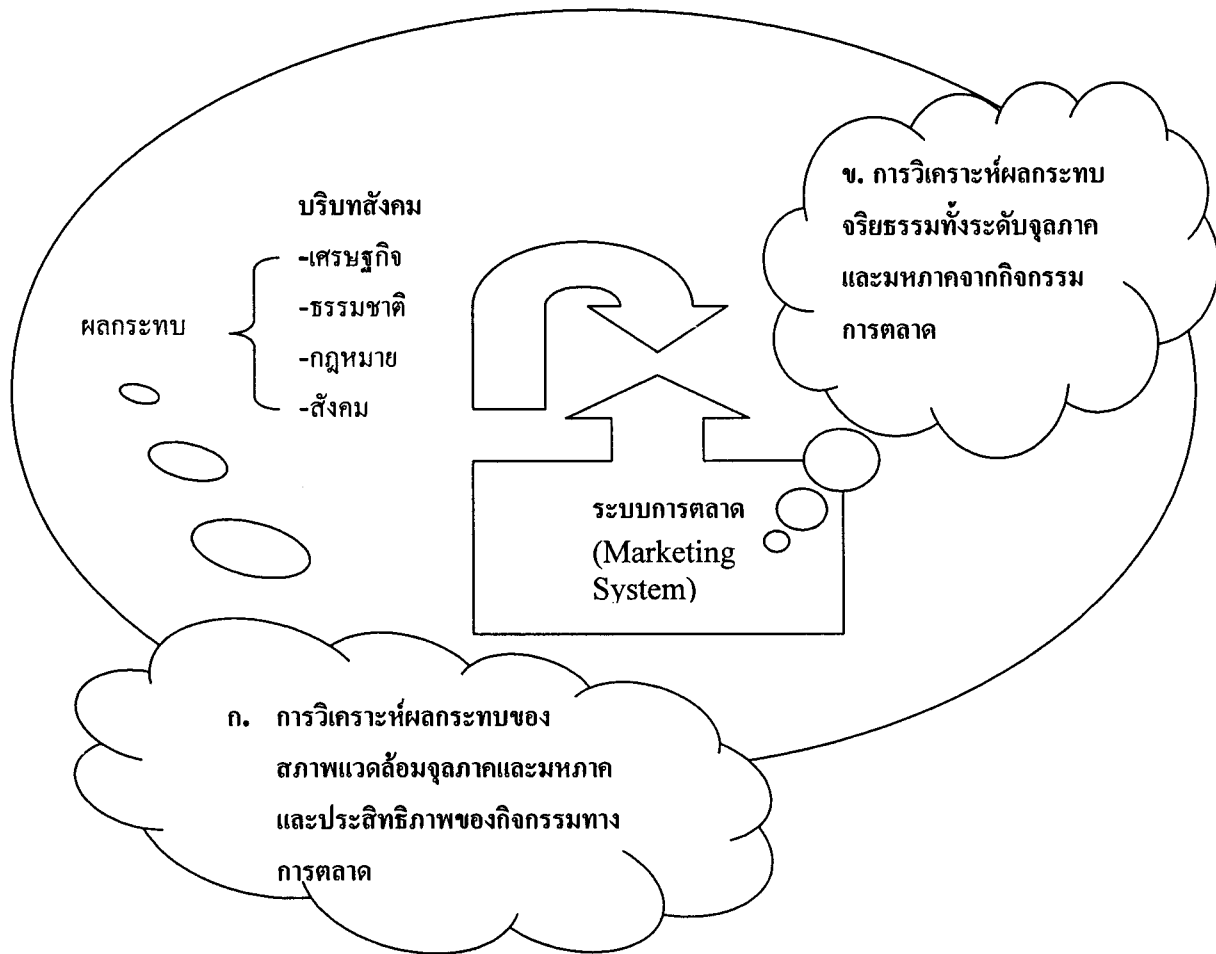 บริบทสังคม
-เศรษฐกิจ
-ธรรมชาติ
ผลกระทบ
-กฎหมาย
-สังคม
ข. การวิเคราะห์ผลกระทบ
จริยธรรมทั้งระดับจุลภาค
และมหภาคจากกิจกรรม
การตลาด
ระบบการตลาด
(Marketing
System)
ก. การวิเคราะห์ผลกระทบของ
สภาพแวดล้อมจุลภาคและมหภาค
และประสิทธิภาพของกิจกรรมทาง
การตลาด